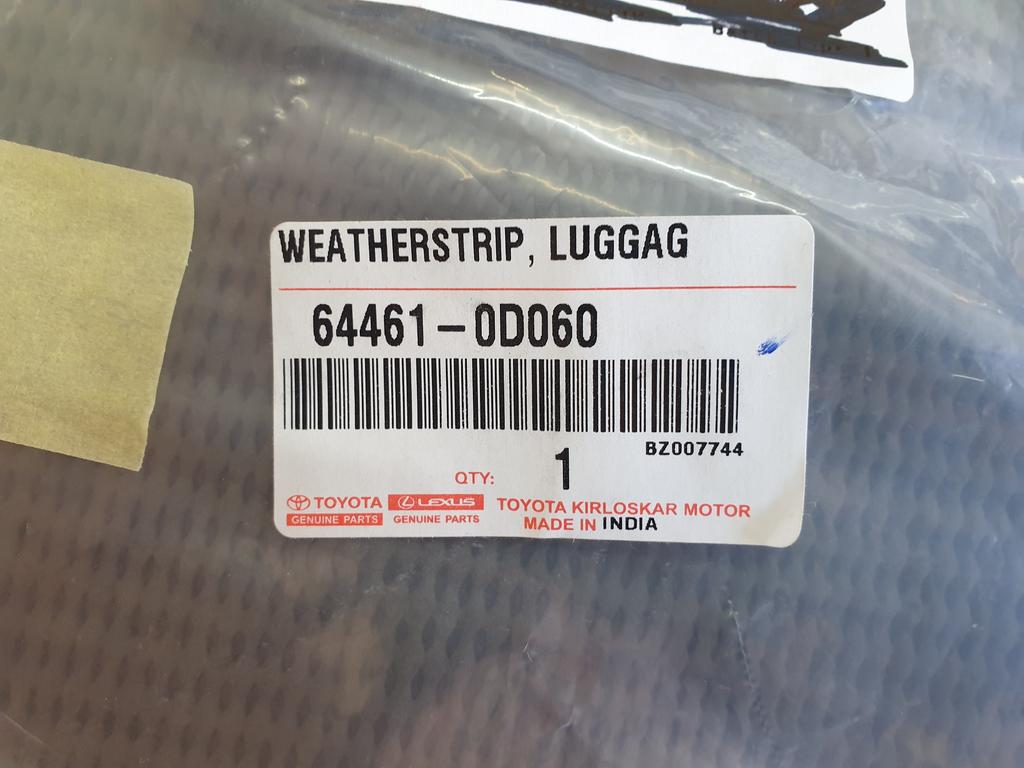 WEATHERSTRIP, LUGGAG
64461-0D060
BZ007744
QTY: 1
TOYOTA LEXUS TOYOTA KIRLOSKAR MOTOR
GENUINE PARTS GENUINE PARTS MADE IN INDIA